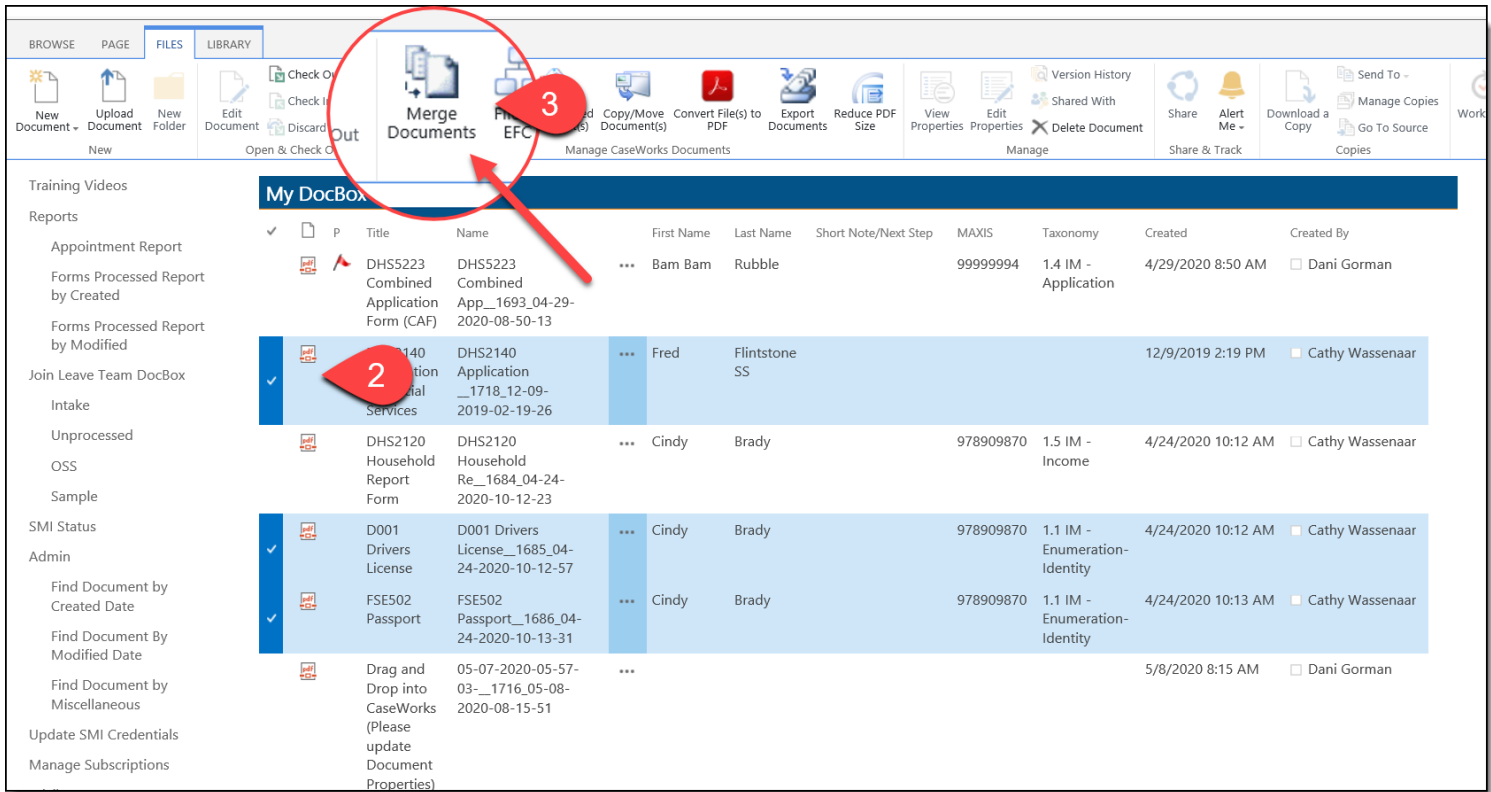 BROWSE PAGE FILES LIBRARY
New Document
Upload Document
New Folder
New
Edit Document
Check
Check
Discard
Out
Open & Check
Merge Documents
EFC
3
Copy/Move Document(s)
Convert File(s) to PDF
Export Documents
Reduce PDF Size
Manage CaseWorks Documents
View Properties
Edit Properties
Version History
Shared With
Delete Document
Manage
Share
Alert Me
Share & Track
Download a Copy
Send To
Manage Copies
Go To Source
Copies
Training Videos
Reports
Appointment Report
Forms Processed Report
by Created
Forms Processed Report
by Modified
Join Leave Team DocBox
Intake
Unprocessed
OSS
Sample
SMI Status
Admin
Find Document by
Created Date
Find Document By
Modified Date
Find Document by
Miscellaneous
Update SMI Credentials
Manage Subscriptions
My DocBox
P Title Name First Name Last Name Short Note/Next Step MAXIS Taxonomy Created Created By
DHS5223 DHS5223 Bam Bam Rubble 99999994 1.4 IM - 4/29/2020 8:50 AM Dani Gorman
Combined Combined Application
Application App__1693_04-29-
Form (CAF) 2020-08-50-13
2
DHS2140 Fred Flintstone 12/9/2019 2:19 PM Cathy Wassenaar
Application SS
__1718_12-09-
Services 2019-02-19-26
DHS2120 DHS2120 Cindy Brady 978909870 1.5 IM - 4/24/2020 10:12 AM Cathy Wassenaar
Household Household Income
Report Re__1684_04-24-
Form 2020-10-12-23
D001 D001 Drivers Cindy Brady 978909870 1.1 IM - 4/24/2020 10:12 AM Cathy Wassenaar
Drivers License__1685_04- Enumeration-
License 24-2020-10-12-57 Identity
FSE502 FSE502 Cindy Brady 978909870 1.1 IM - 4/24/2020 10:13 AM Cathy Wassenaar
Passport Passport__1686_04- Enumeration-
24-2020-10-13-31 Identity
Drag and 05-07-2020-05-57- 5/8/2020 8:15 AM Dani Gorman
Drop into 03-__1716_05-08-
CaseWorks 2020-08-15-51
(Please
update
Document
Properties)